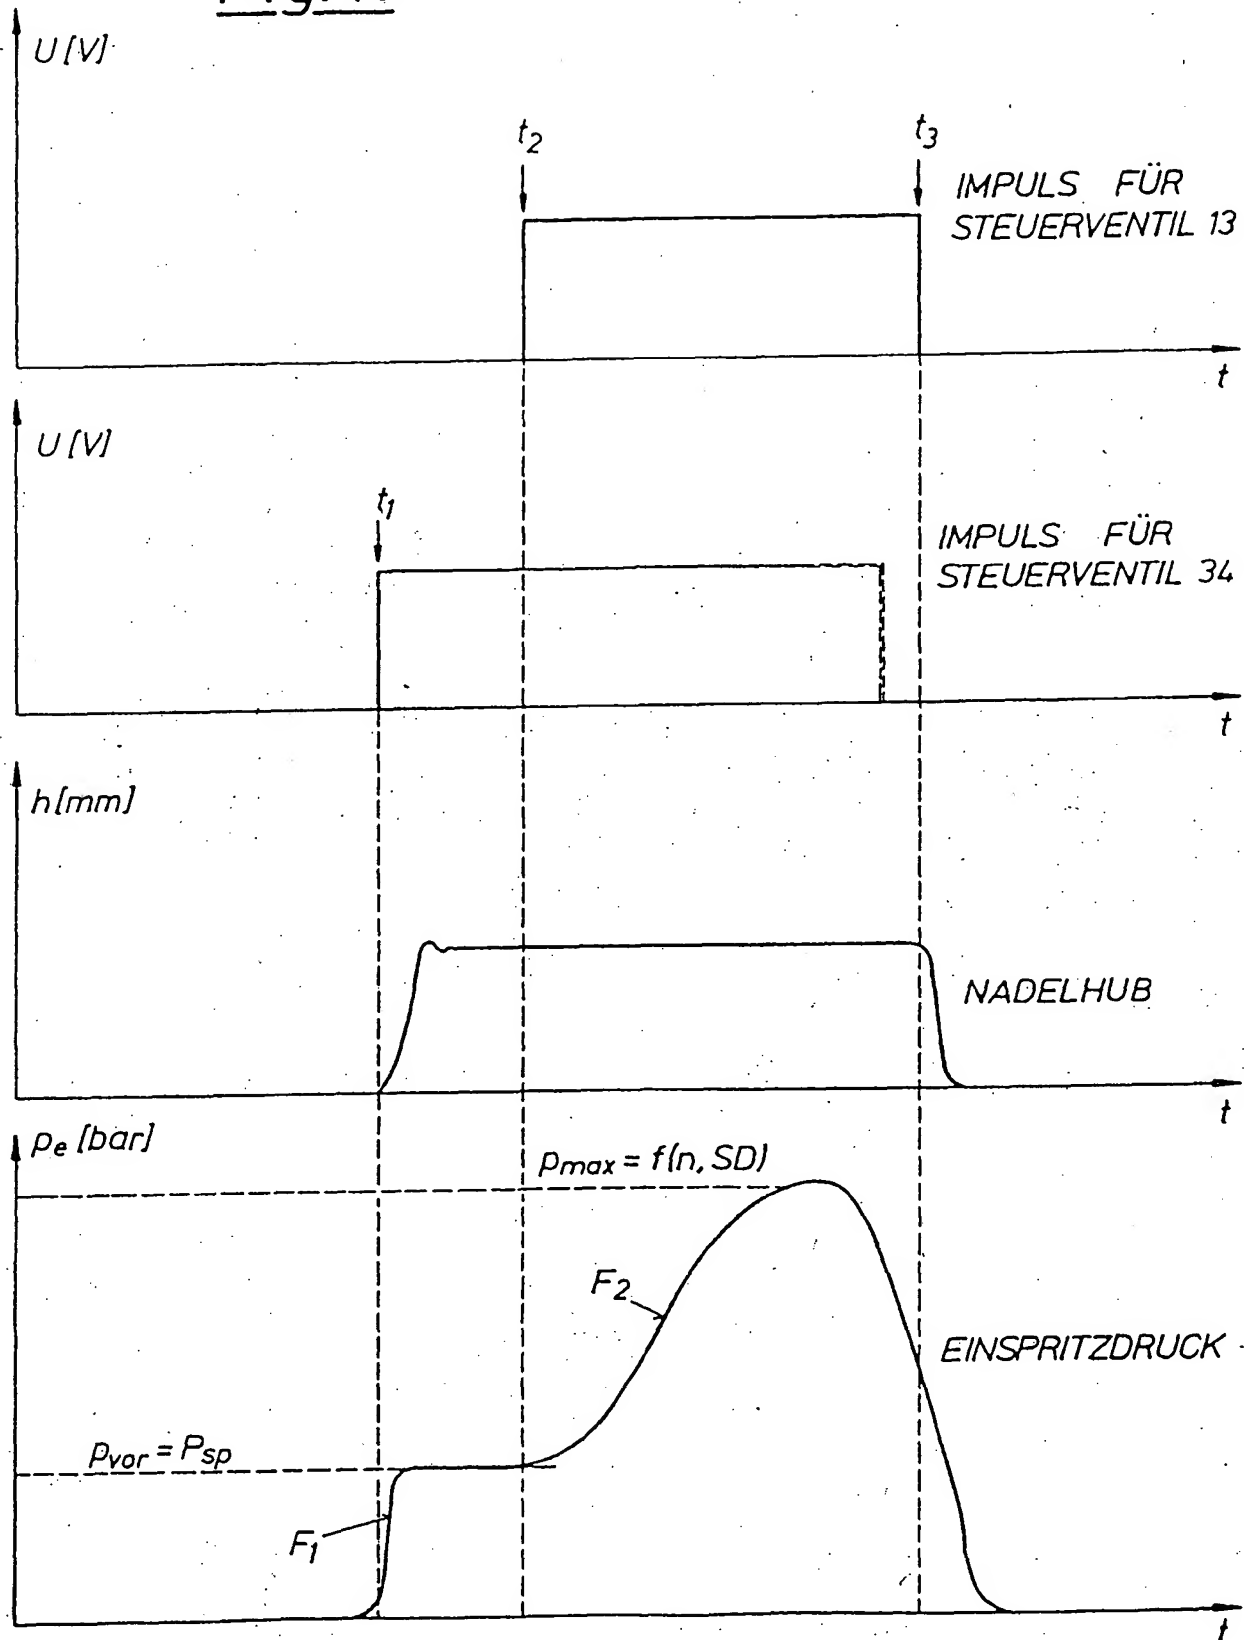 U [V]
t2
t3
IMPULS FÜR
STEUERVENTIL 13
t
U [V]
t1
IMPULS FÜR
STEUERVENTIL 34
t
h [mm]
NADELHUB
t
pe [bar]
pmax = f(n, SD)
F2
EINSPRITZDRUCK
pvor = Psp
F1
t